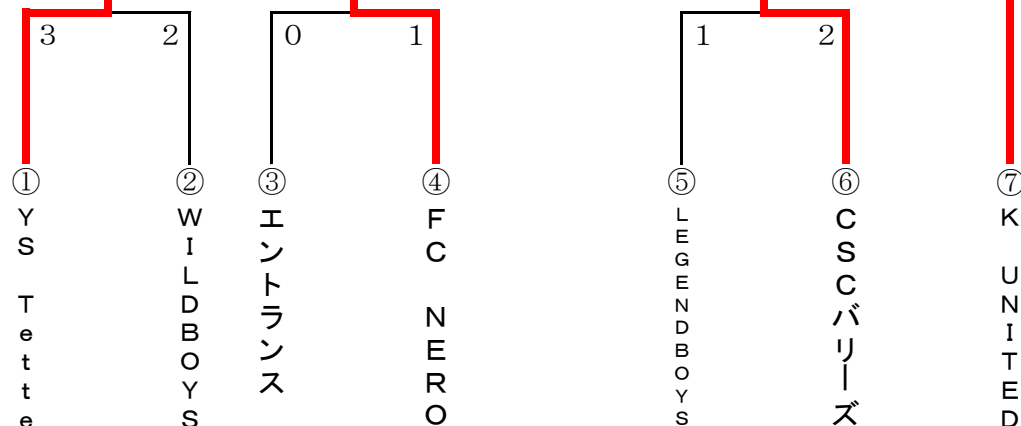 3 2 0 1 1 2
① ② ③ ④ ⑤ ⑥ ⑦
YS Tette
WILDBOYS
エントランス
FC NERO
LEGENDBOYS
CSCバリーズ
K UNITED